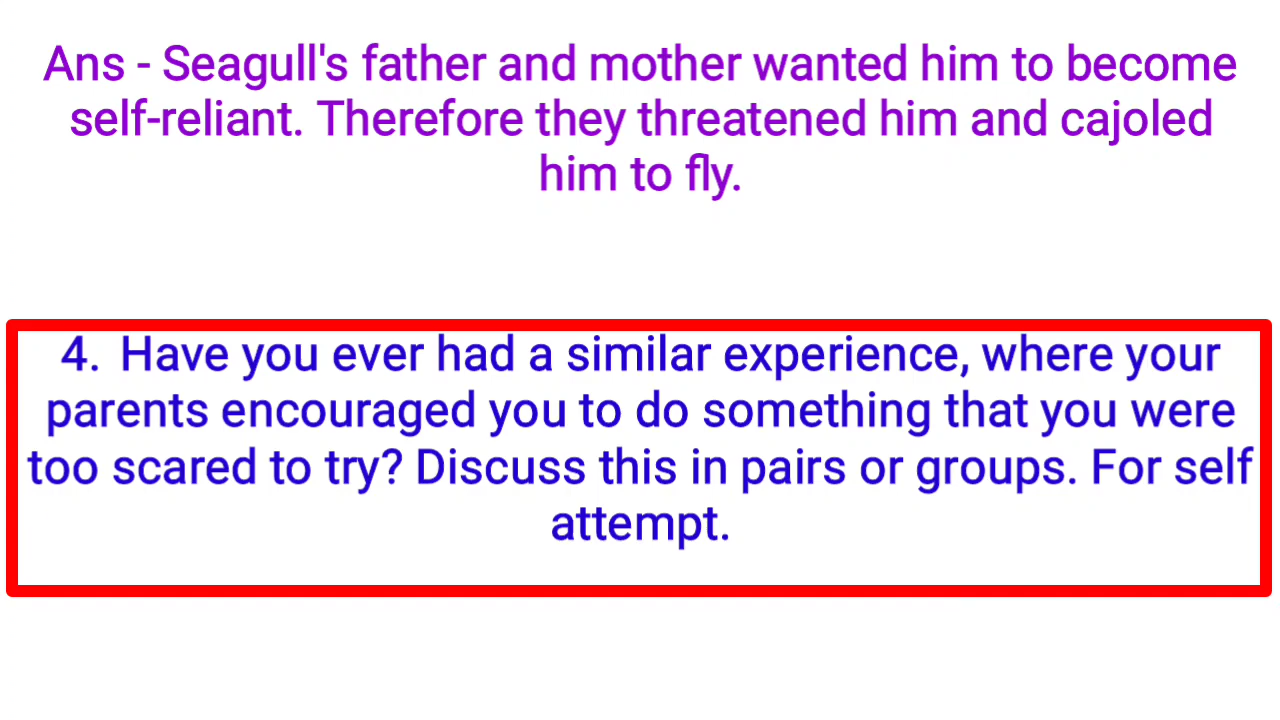 Ans - Seagull's father and mother wanted him to become
self-reliant. Therefore they threatened him and cajoled
him to fly.
4. Have you ever had a similar experience, where your
parents encouraged you to do something that you were
too scared to try? Discuss this in pairs or groups. For self
attempt.